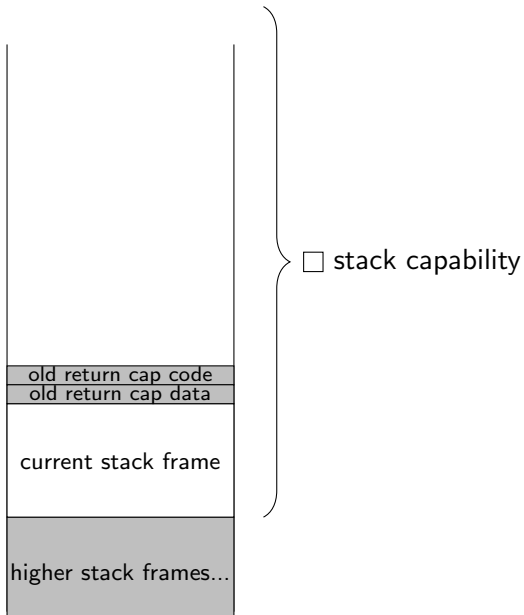 □ stack capability
old return cap code
old return cap data
current stack frame
higher stack frames...